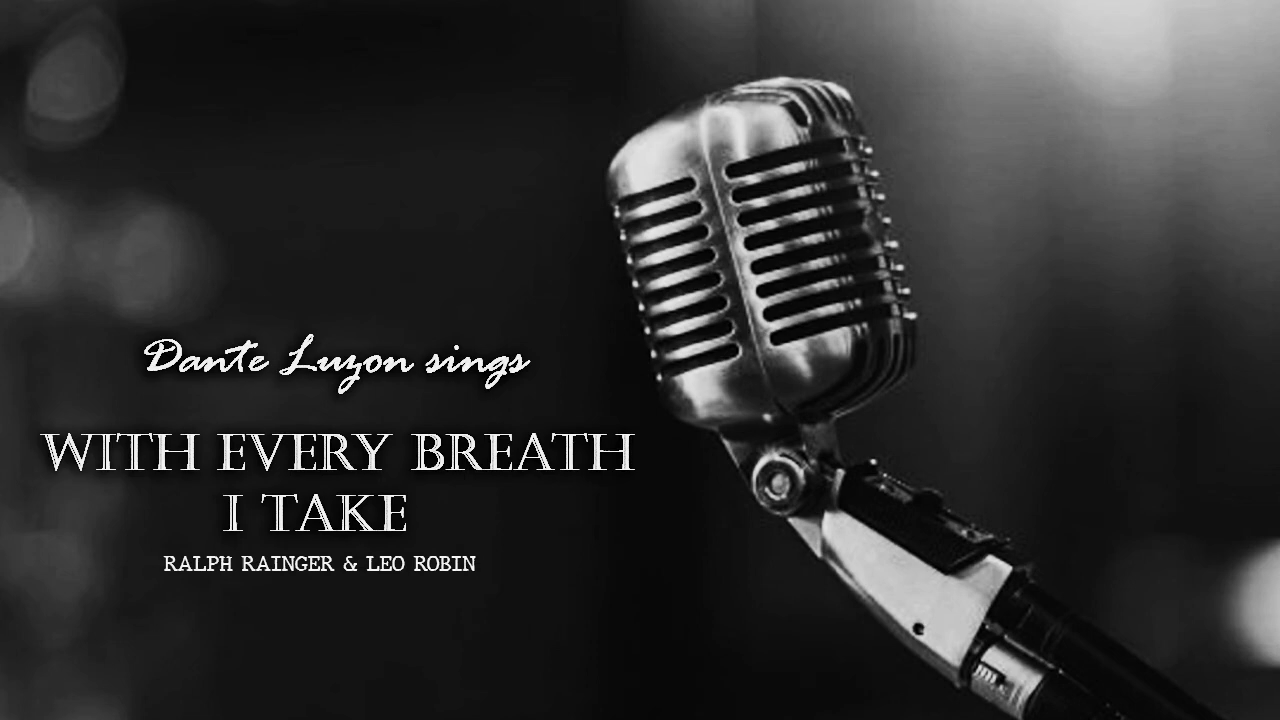 Dante Luzon sings
WITH EVERY BREATH
I TAKE
RALPH RAINGER & LEO ROBIN